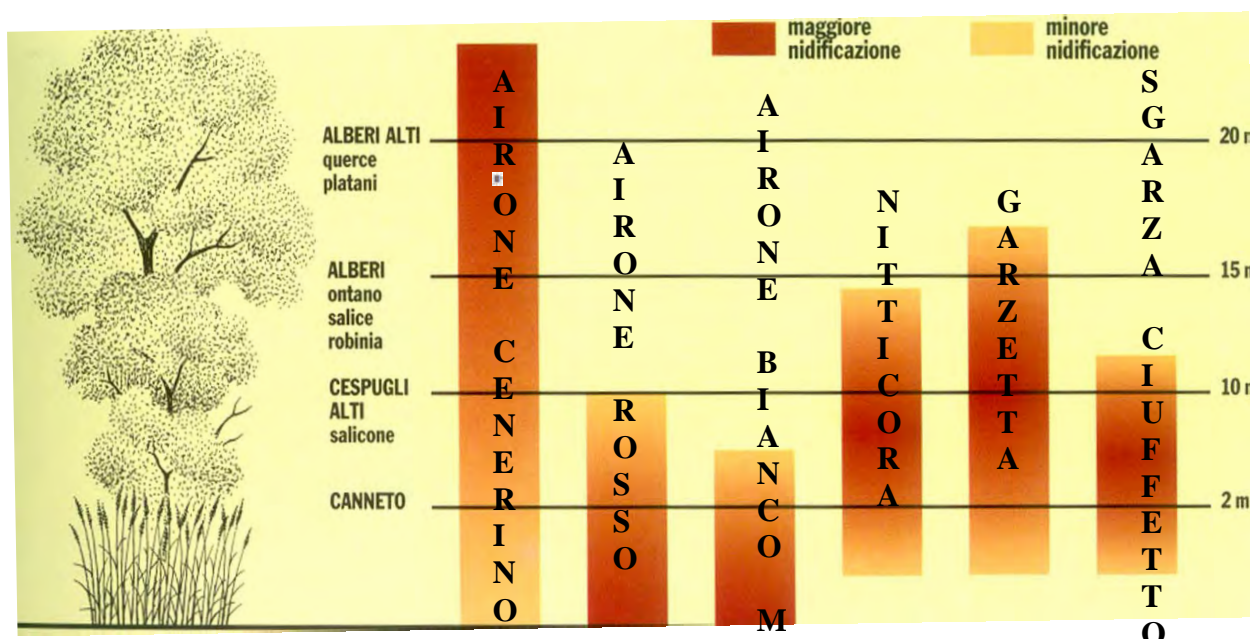 maggiore
nidificazione
minore
nidificazione
ALBERI ALTI
querce
platani
20 m
ALBERI
ontano
salice
robinia
15 m
CESPUGLI
ALTI
salicone
10 m
CANNETO
2 m
AIRONE CENERINO
AIRONE ROSSO
AIRONE BIANCO M
NITTICORA
GARZETTA
SGARZA CIUFFETTO